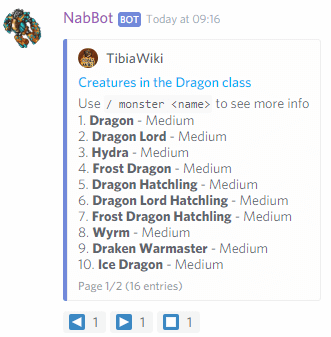 NabBot BOT Today at 09:16
TibiaWiki
Creatures in the Dragon class
Use / monster <name> to see more info
1. Dragon - Medium
2. Dragon Lord - Medium
3. Hydra - Medium
4. Frost Dragon - Medium
5. Dragon Hatchling - Medium
6. Dragon Lord Hatchling - Medium
7. Frost Dragon Hatchling - Medium
8. Wyrm - Medium
9. Draken Warmaster - Medium
10. Ice Dragon - Medium
Page 1/2 (16 entries)
1 1 1